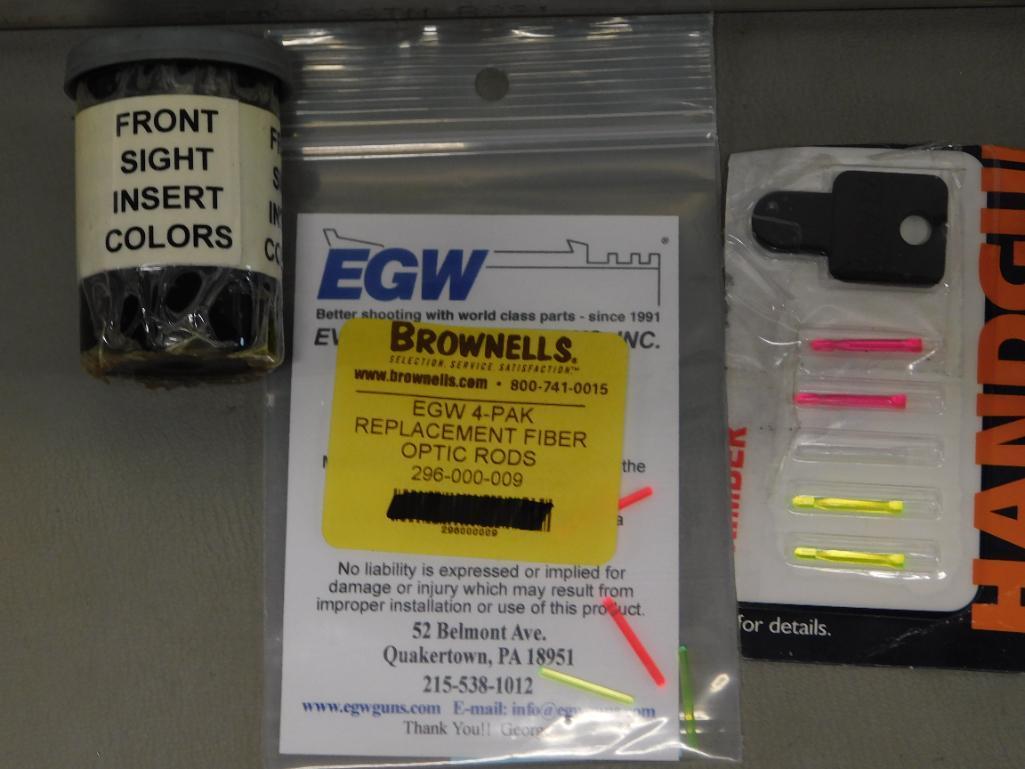 FRONT
SIGHT
INSERT
COLORS
EGW
®
Better shooting with world class parts - since 1991
INC.
BROWNELLS.
SELECTION. SERVICE. SATISFACTION.™
www.brownells.com • 800-741-0015
EGW 4-PAK
REPLACEMENT FIBER
OPTIC RODS
296-000-009
296000009
the
a
No liability is expressed or implied for
damage or injury which may result from
improper installation or use of this product.
52 Belmont Ave.
Quakertown, PA 18951
215-538-1012
www.egwguns.com E-mail: info@egwguns.com
Thank You!! George
HANDGU
for details.